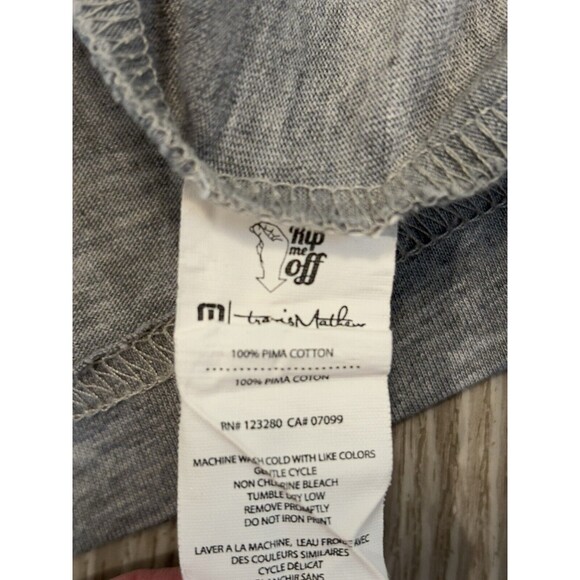 Rip
me
off
m|travisMathew
100% PIMA COTTON
100% PIMA COTON
RN# 123280 CA# 07099
MACHINE WASH COLD WITH LIKE COLORS
GENTLE CYCLE
NON CHLORINE BLEACH
TUMBLE DRY LOW
REMOVE PROMPTLY
DO NOT IRON PRINT
LAVER A LA MACHINE, L'EAU FROIDE AVEC
DES COULEURS SIMILAIRES
CYCLE DÉLICAT
BLANCHIR SANS